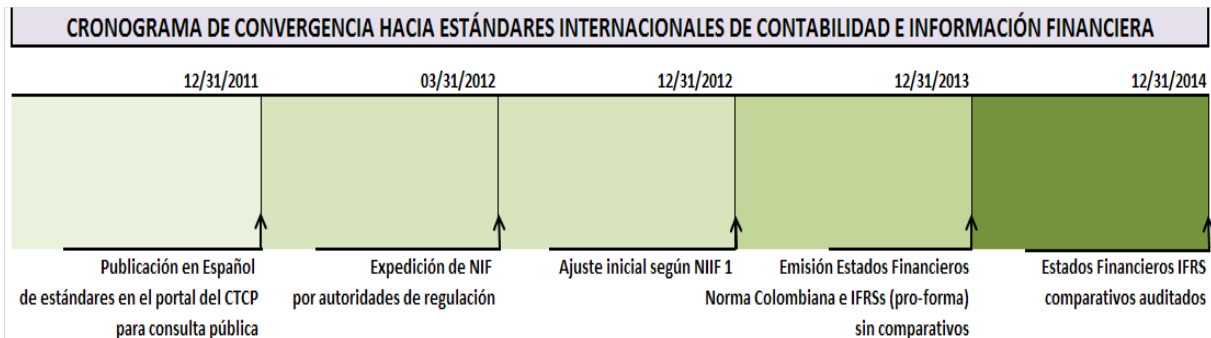 CRONOGRAMA DE CONVERGENCIA HACIA ESTÁNDARES INTERNACIONALES DE CONTABILIDAD E INFORMACIÓN FINANCIERA
12/31/2011
03/31/2012
12/31/2012
12/31/2013
12/31/2014
Publicación en Español
de estándares en el portal del CTCP
para consulta pública
Expedición de NIF
por autoridades de regulación
Ajuste inicial según NIIF 1
Emisión Estados Financieros
Norma Colombiana e IFRSs (pro-forma)
sin comparativos
Estados Financieros IFRS
comparativos auditados